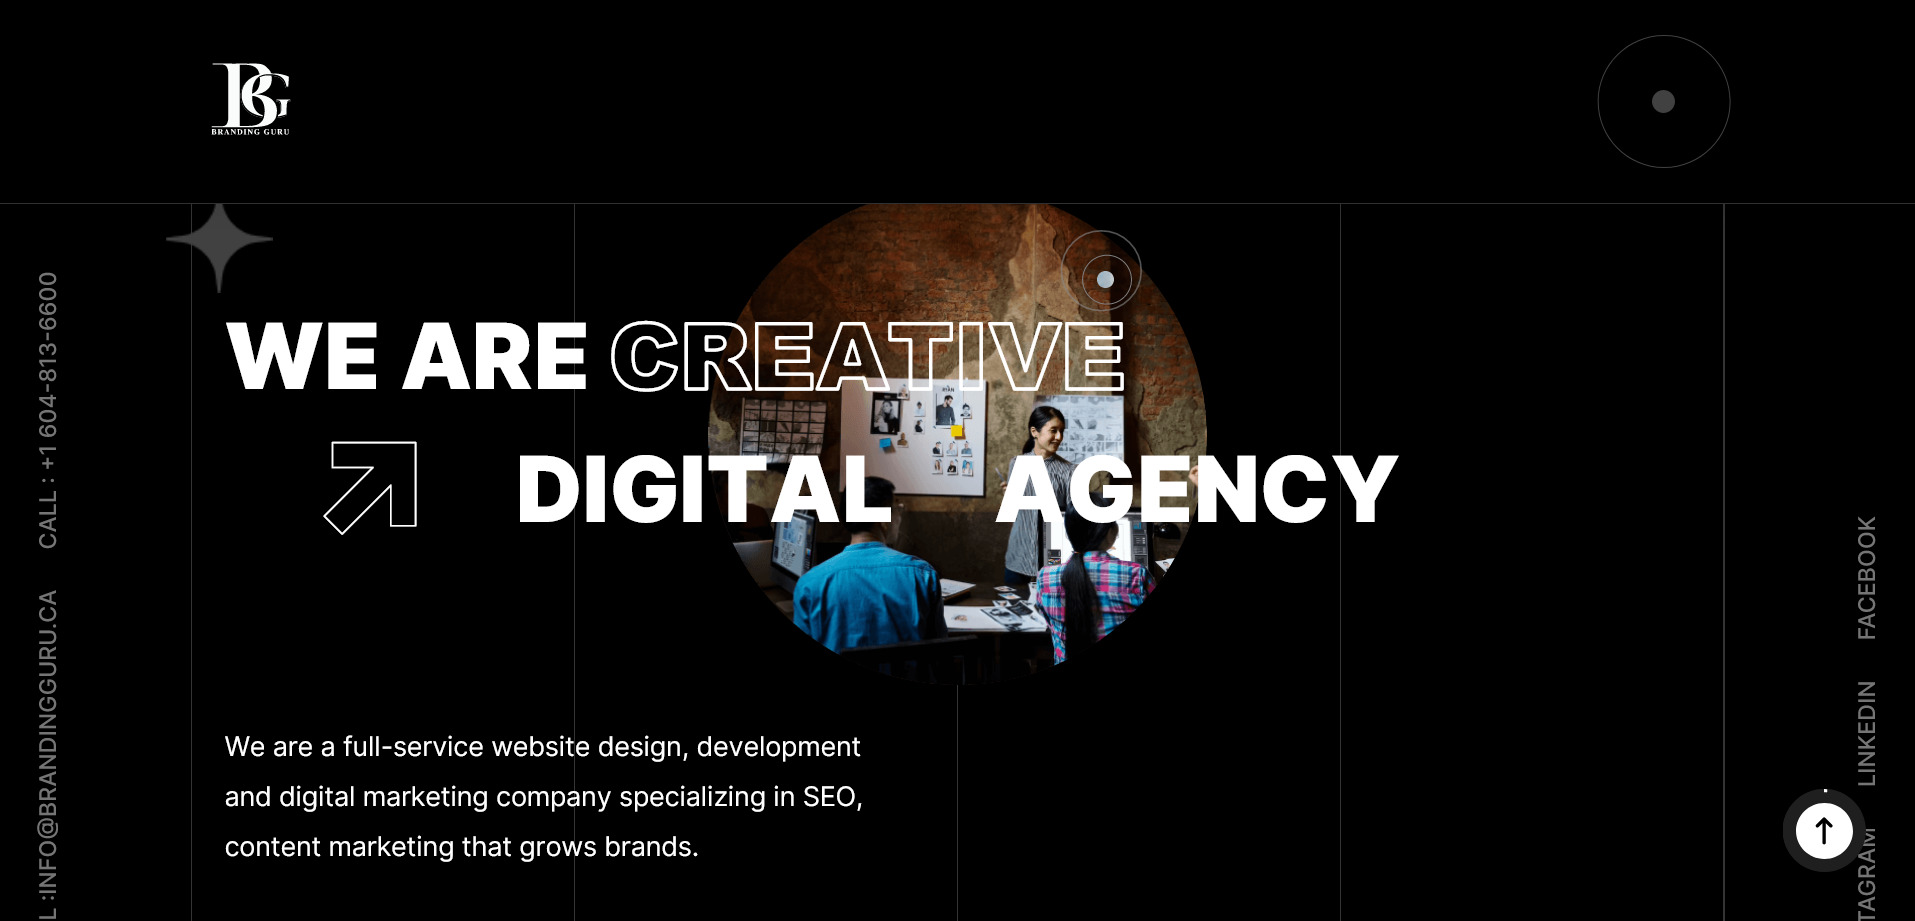 BRANDING GURU
CALL : +1 604-813-6600
L :INFO@BRANDINGGURU.CA
WE ARE CREATIVE
DIGITAL AGENCY
We are a full-service website design, development
and digital marketing company specializing in SEO,
content marketing that grows brands.
FACEBOOK
LINKEDIN
TAGRAM